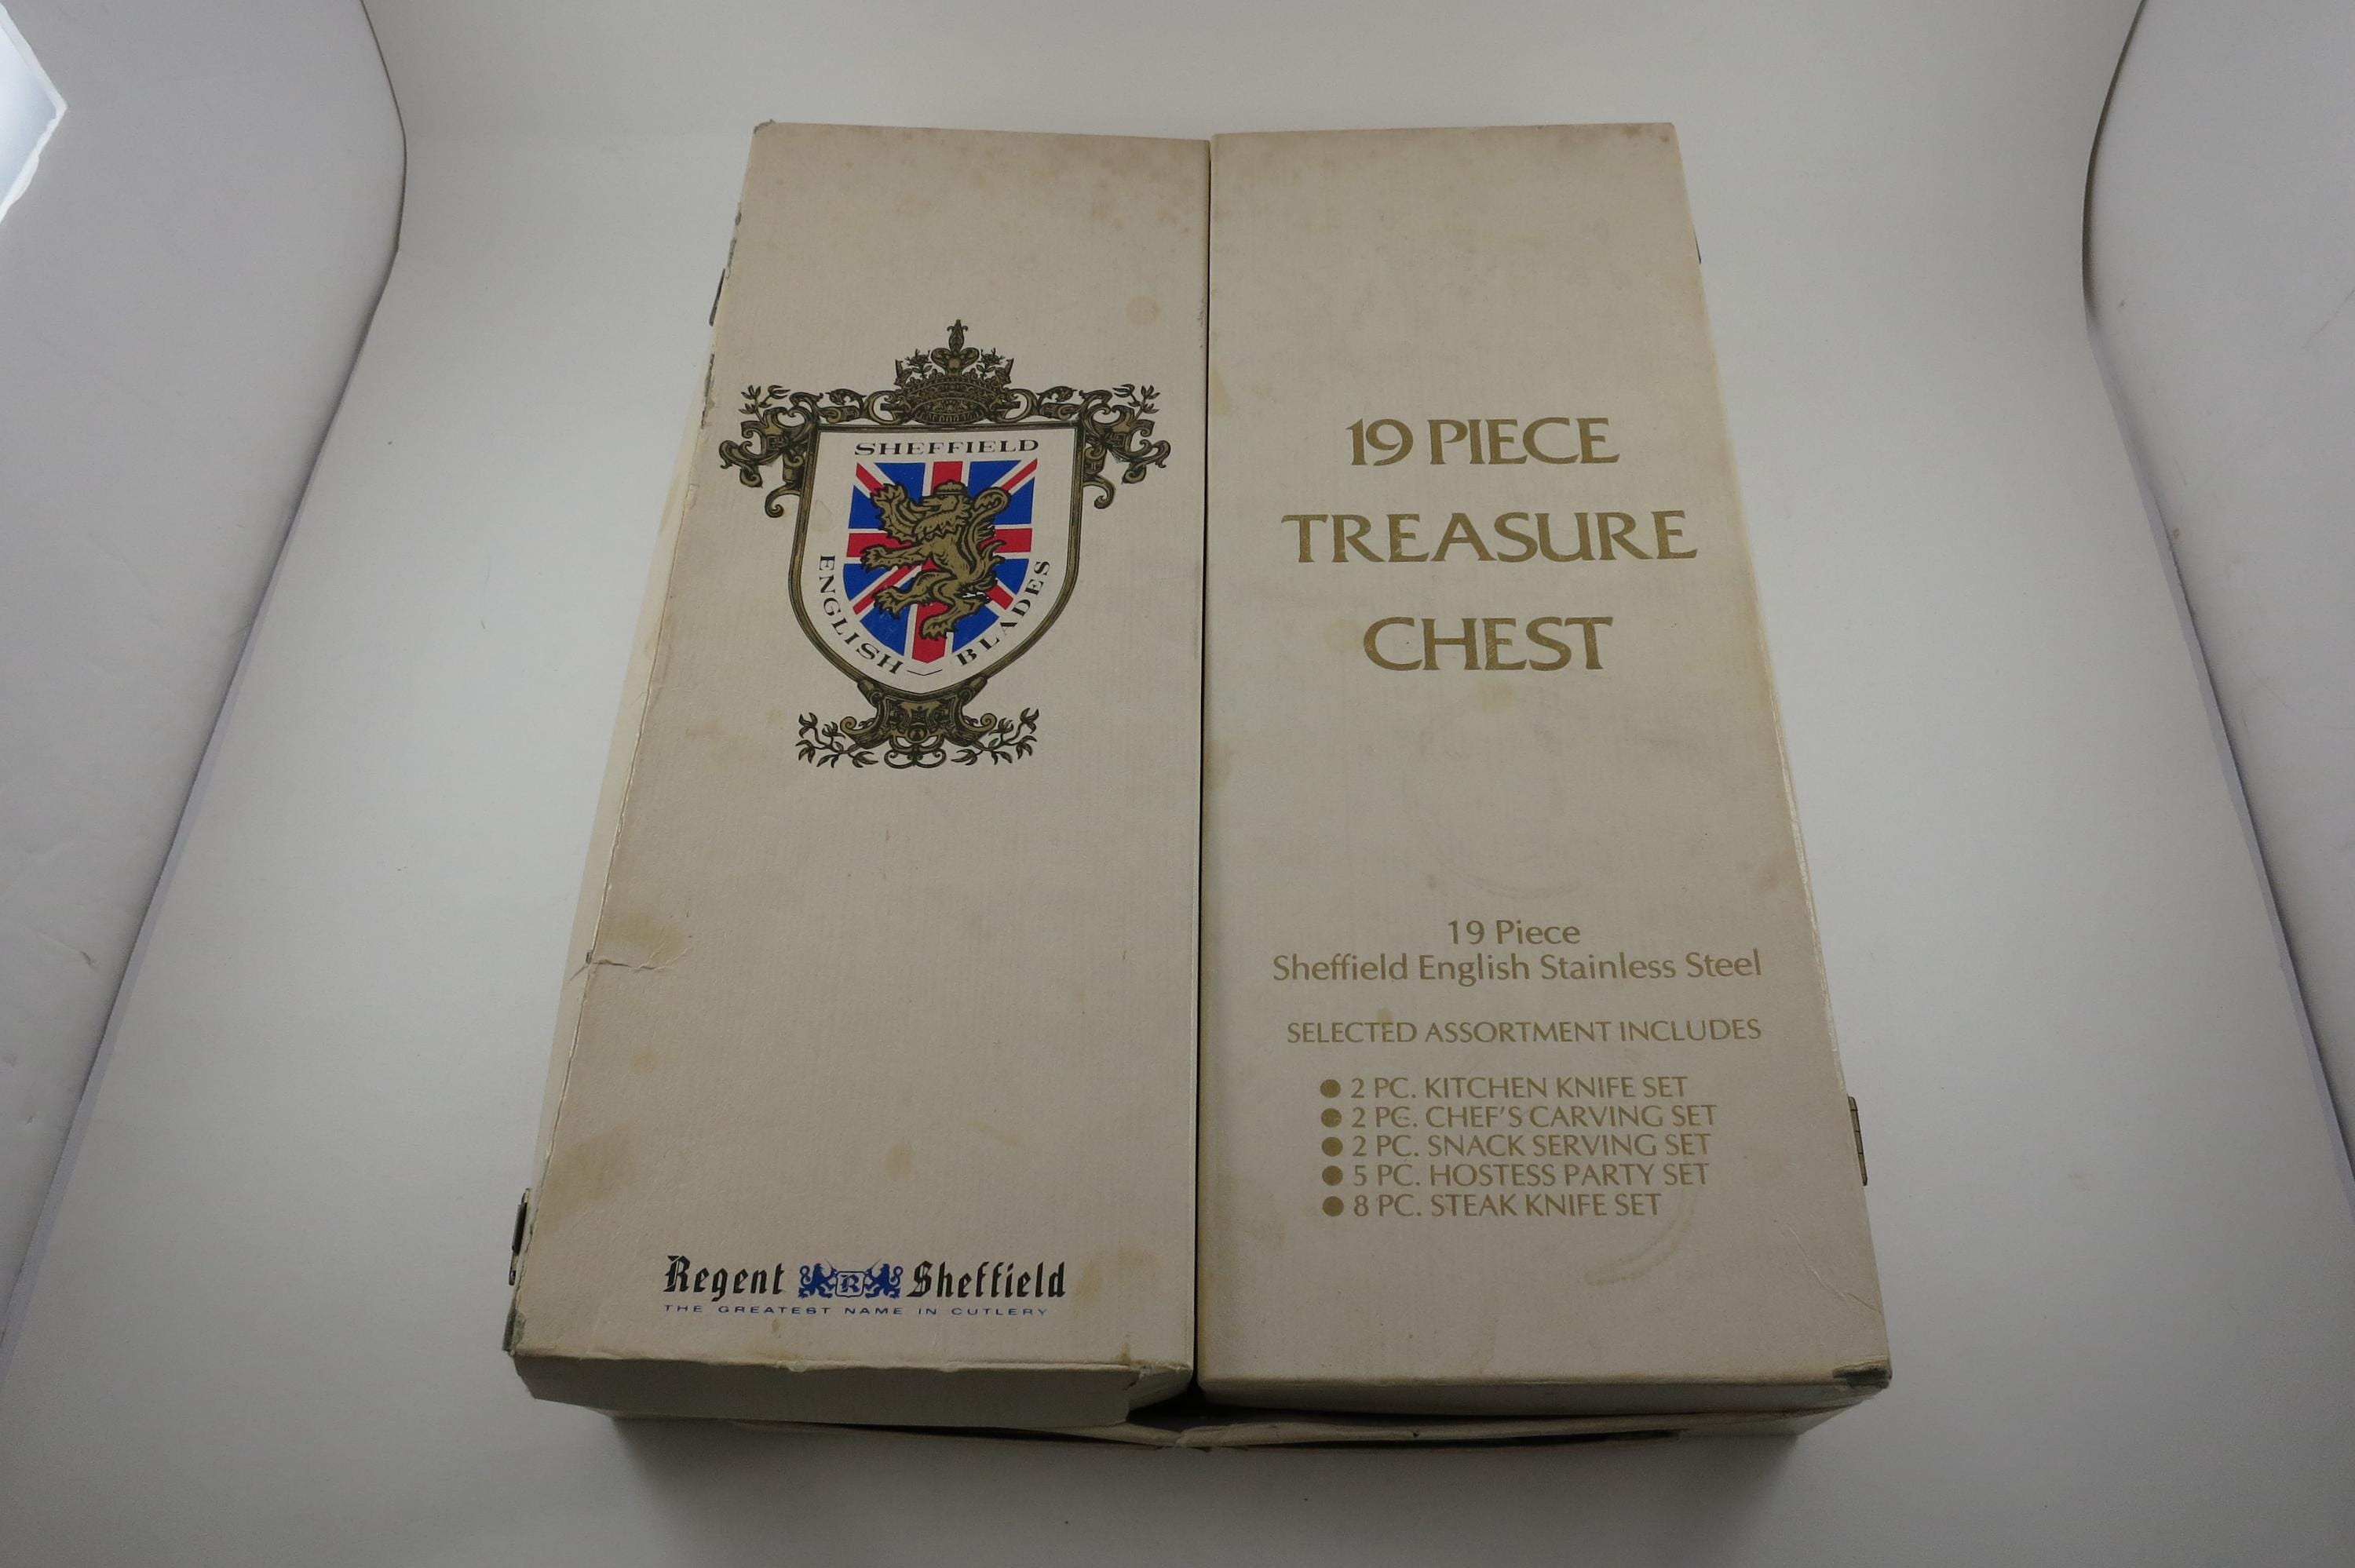 SHEFFIELD
ENGLISH BLADES
Regent R Sheffield
THE GREATEST NAME IN CUTLERY
19 PIECE
TREASURE
CHEST
19 Piece
Sheffield English Stainless Steel
SELECTED ASSORTMENT INCLUDES
● 2 PC. KITCHEN KNIFE SET
● 2 PC. CHEF'S CARVING SET
● 2 PC. SNACK SERVING SET
● 5 PC. HOSTESS PARTY SET
● 8 PC. STEAK KNIFE SET